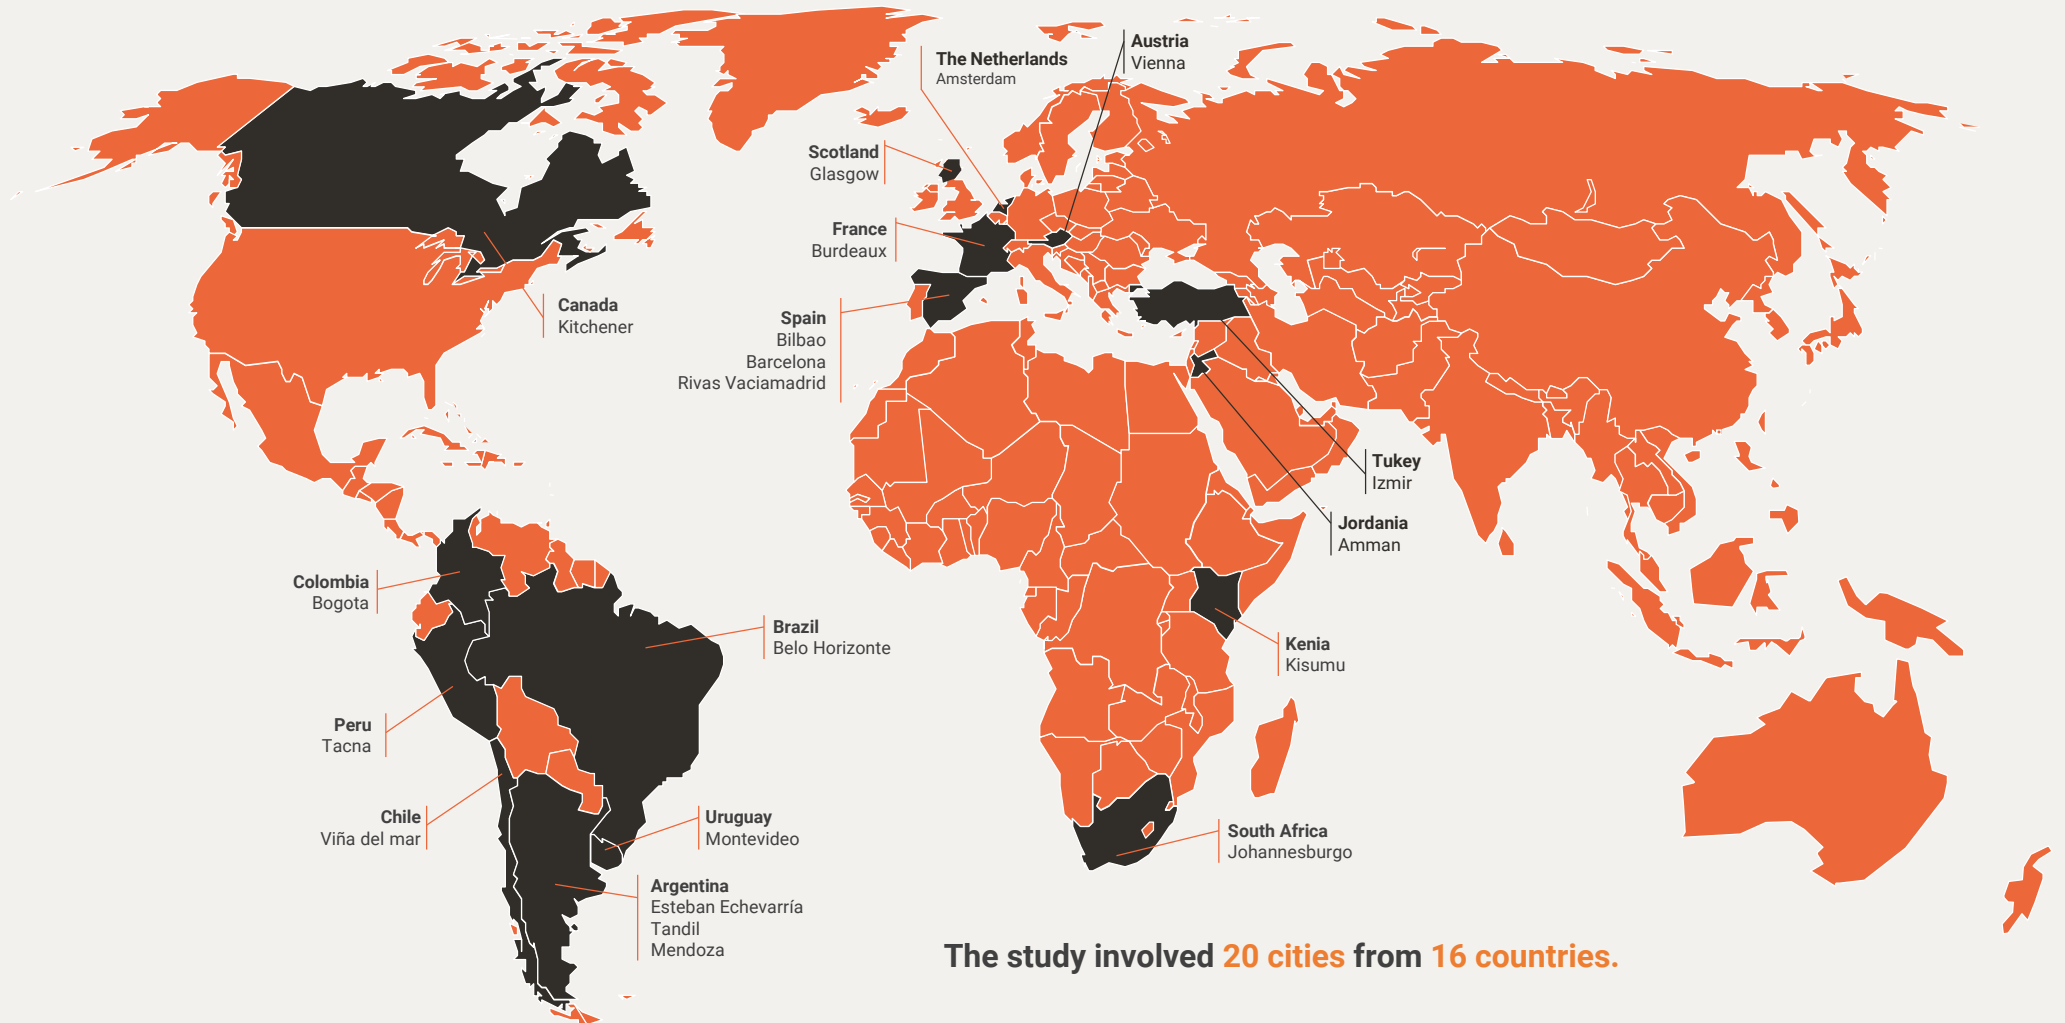 Austria
Vienna
The Netherlands
Amsterdam
Scotland
Glasgow
France
Burdeaux
Canada
Kitchener
Spain
Bilbao
Barcelona
Rivas Vaciamadrid
Tukey
Izmir
Jordania
Amman
Colombia
Bogota
Brazil
Belo Horizonte
Kenia
Kisumu
Peru
Tacna
Chile
Viña del mar
Uruguay
Montevideo
South Africa
Johannesburgo
Argentina
Esteban Echevarría
Tandil
Mendoza
The study involved 20 cities from 16 countries.